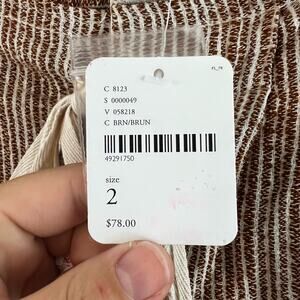 C 8123
S 0000049
V 058218
C BRN/BRUN
49291750
size
2
$78.00